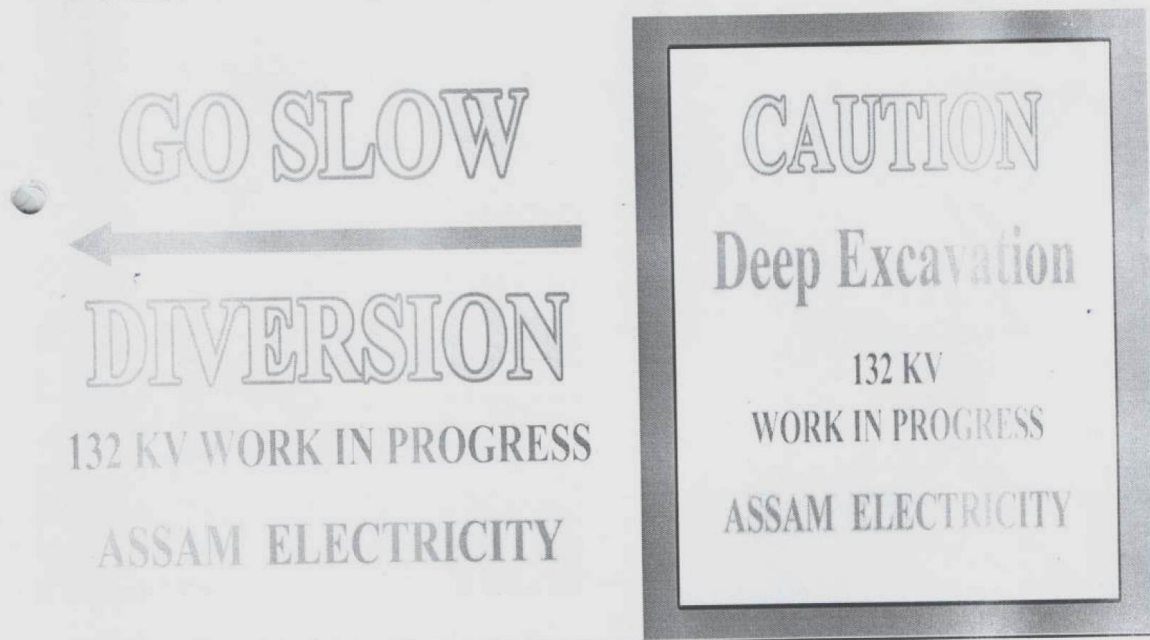 GO SLOW
DIVERSION
132 KV WORK IN PROGRESS
ASSAM ELECTRICITY
CAUTION
Deep Excavation
132 KV
WORK IN PROGRESS
ASSAM ELECTRICITY